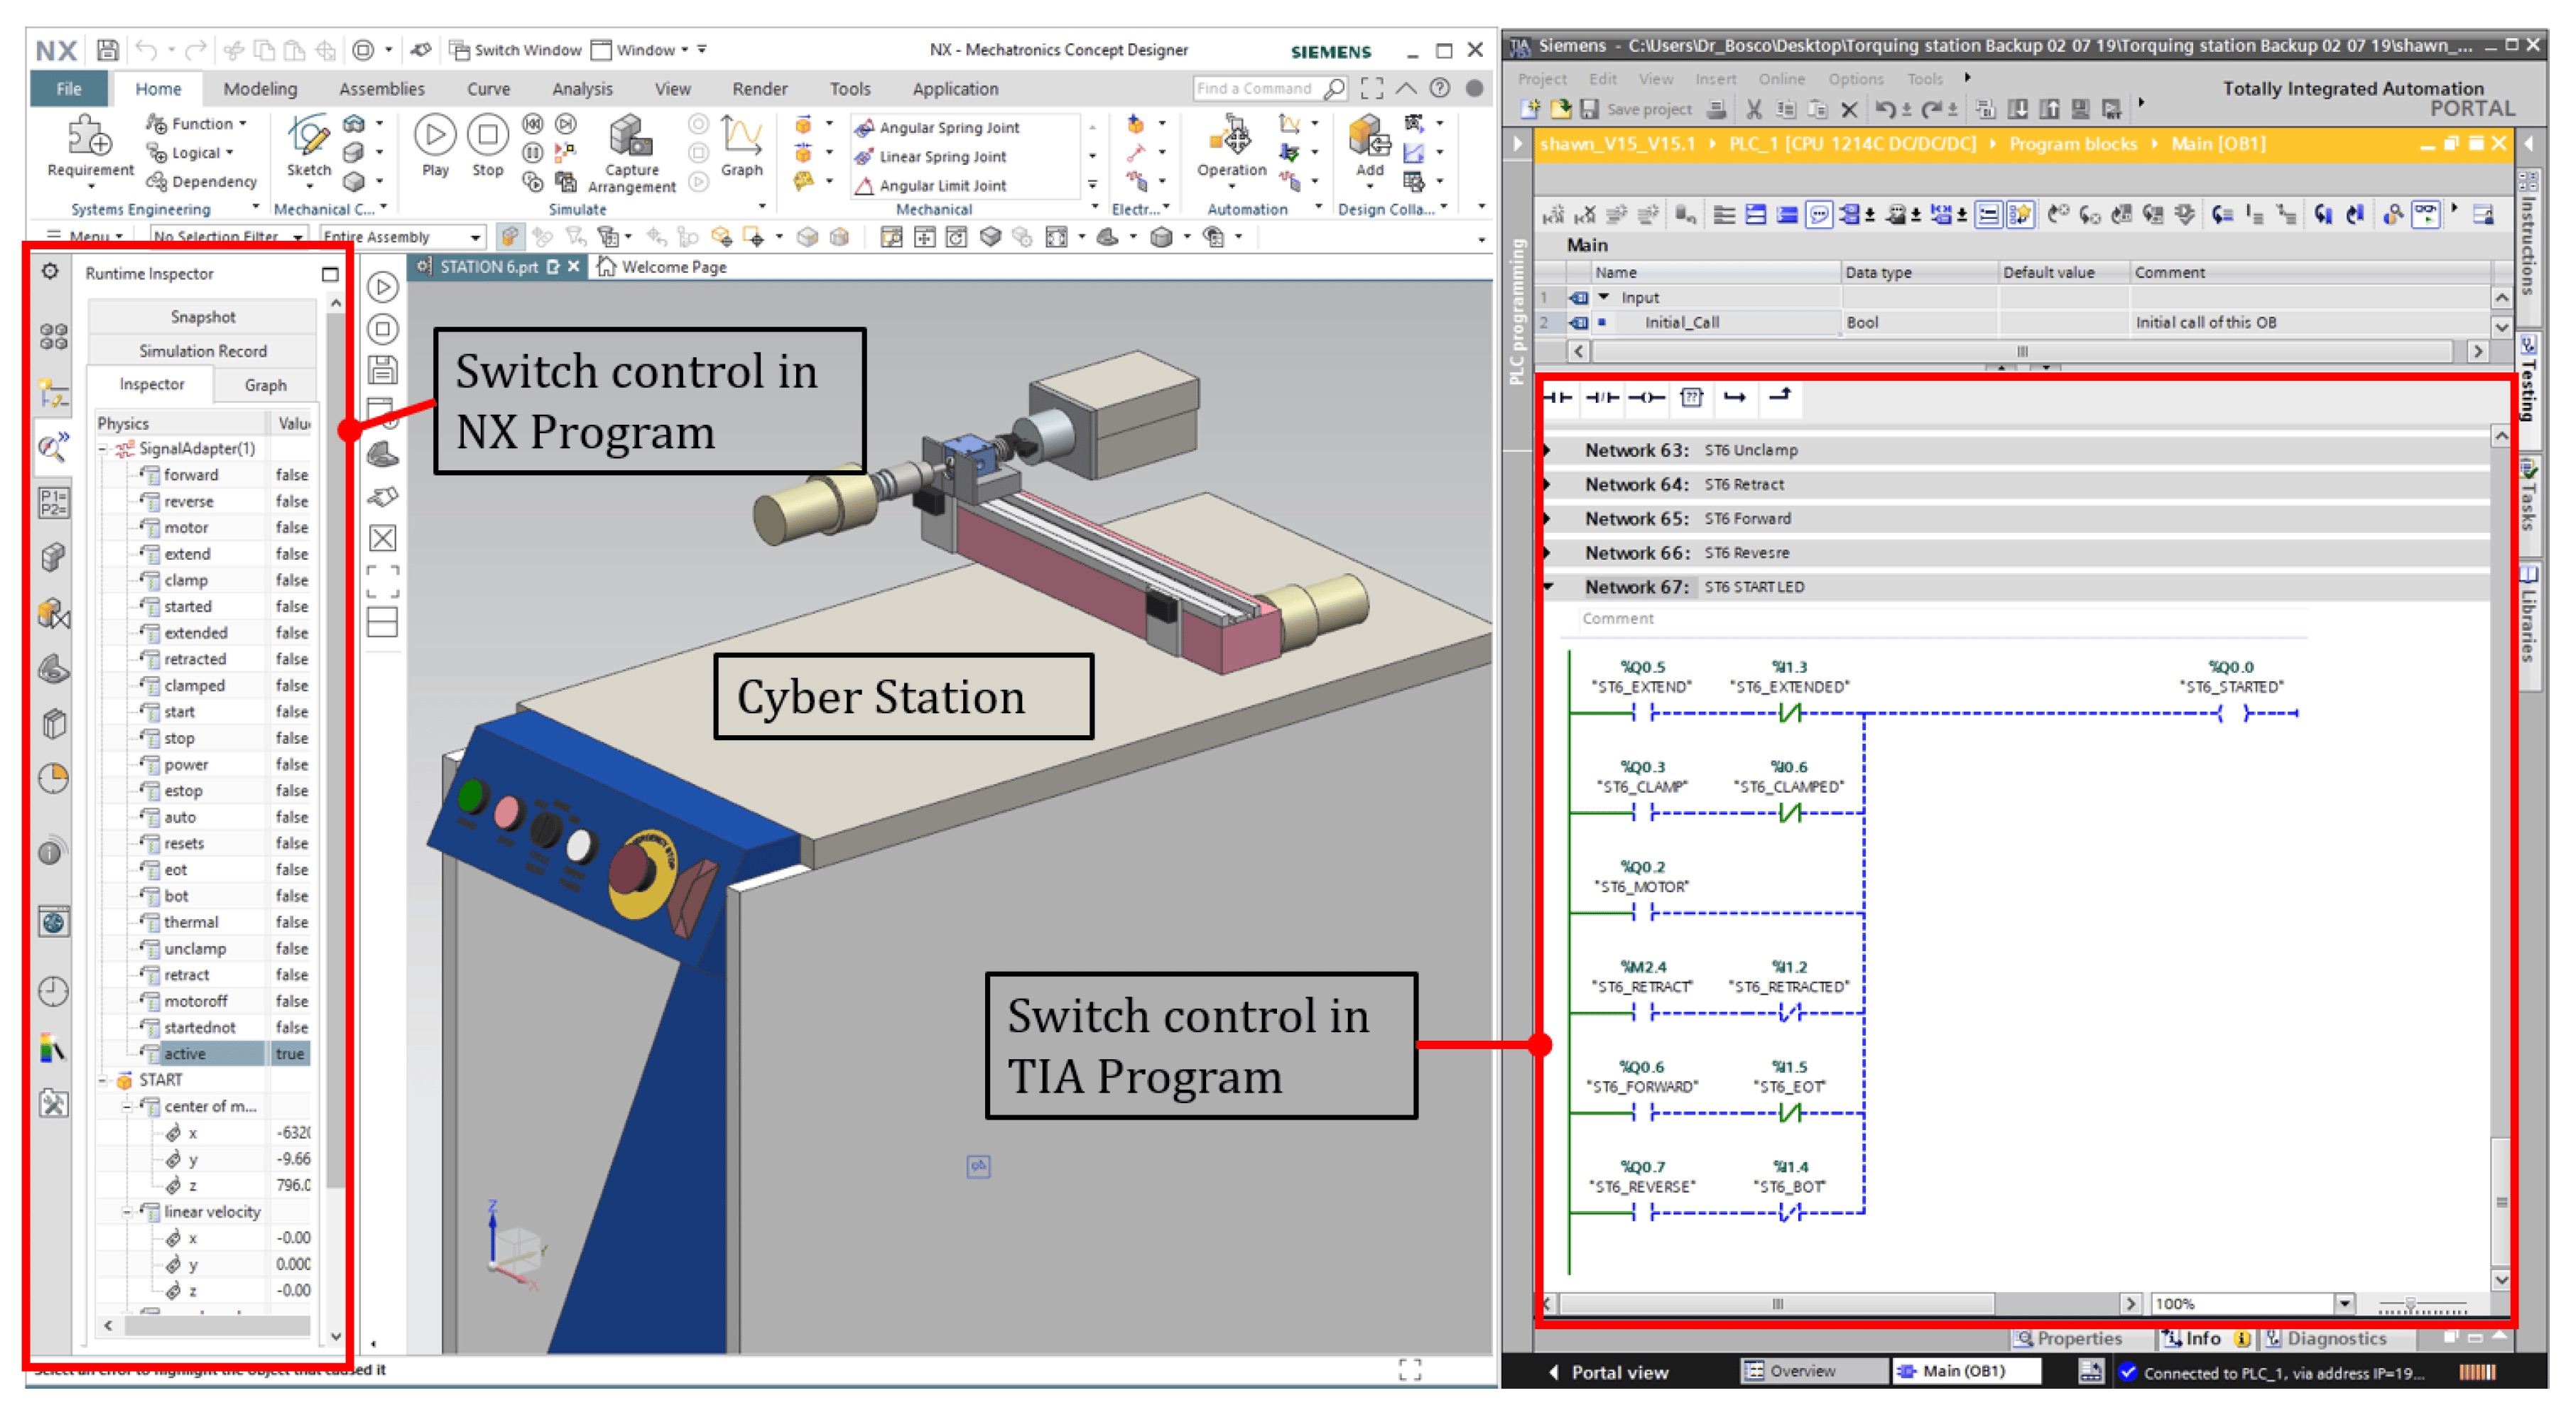 NX Switch Window Window NX - Mechatronics Concept Designer SIEMENS
File Home Modeling Assemblies Curve Analysis View Render Tools Application Find a Command
Requirement Function Logical Dependency Sketch Play Stop Capture Arrangement Graph Angular Spring Joint Linear Spring Joint Angular Limit Joint Operation Add
Systems Engineering Mechanical C... Simulate Mechanical Electr... Automation Design Colla...
Menu No Selection Filter Entire Assembly
Runtime Inspector
STATION 6.prt Welcome Page
Snapshot
Simulation Record
Inspector Graph
Physics Valu
SignalAdapter(1)
forward false
reverse false
motor false
extend false
clamp false
started false
extended false
retracted false
clamped false
start false
stop false
power false
estop false
auto false
resets false
eot false
bot false
thermal false
unclamp false
retract false
motoroff false
startednot false
active true
START
center of m...
x -632
y -9.66
z 796.0
linear velocity
x -0.00
y 0.000
z -0.00
P1=
P2=
Switch control in
NX Program
Cyber Station
Switch control in
TIA Program
Z
Y
X
Select an error to highlight the object that caused it
Siemens - C:\Users\Dr_Bosco\Desktop\Torquing station Backup 02 07 19\Torquing station Backup 02 07 19\shawn_...
Project Edit View Insert Online Options Tools
Totally Integrated Automation
PORTAL
Save project
shawn_V15_V15.1 PLC_1 [CPU 1214C DC/DC/DC] Program blocks Main [OB1]
PLC programming
Main
Name Data type Default value Comment
1 Input
2 Initial_Call Bool Initial call of this OB
Instructions
Testing
Tasks
Libraries
??
Network 63: ST6 Unclamp
Network 64: ST6 Retract
Network 65: ST6 Forward
Network 66: ST6 Revesre
Network 67: ST6 START LED
Comment
%Q0.5 %I1.3 %Q0.0
"ST6_EXTEND" "ST6_EXTENDED" "ST6_STARTED"
%Q0.3 %I0.6
"ST6_CLAMP" "ST6_CLAMPED"
%Q0.2
"ST6_MOTOR"
%M2.4 %I1.2
"ST6_RETRACT" "ST6_RETRACTED"
%Q0.6 %I1.5
"ST6_FORWARD" "ST6_EOT"
%Q0.7 %I1.4
"ST6_REVERSE" "ST6_BOT"
100%
Properties Info Diagnostics
Portal view Overview Main (OB1) Connected to PLC_1, via address IP=19...